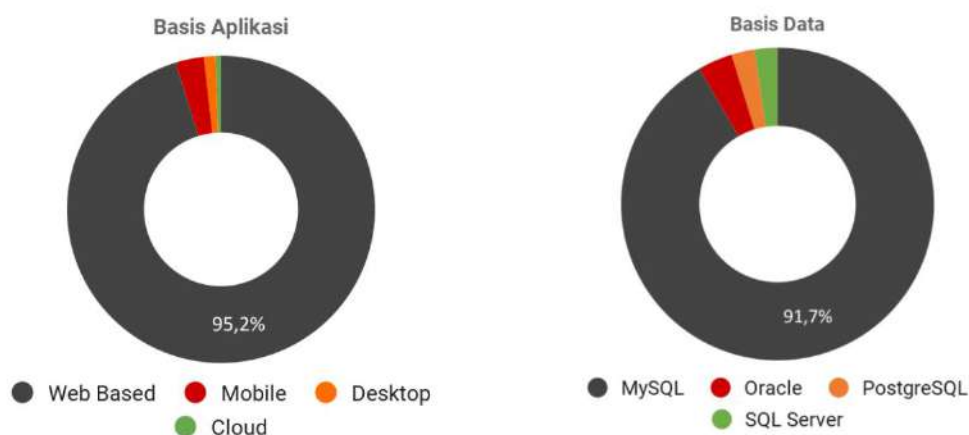 Basis Aplikasi
95,2%
Web Based Mobile Desktop
Cloud
Basis Data
91,7%
MySQL Oracle PostgreSQL
SQL Server